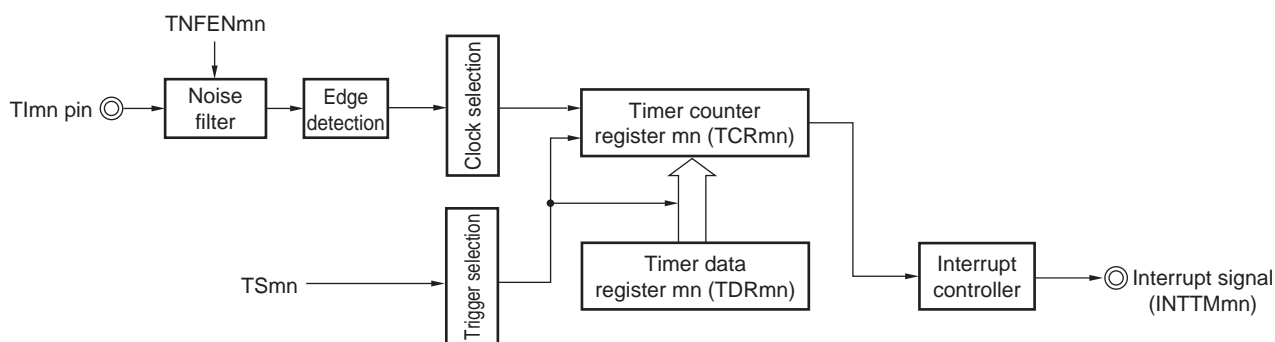 TNFENmn
TImn pin
Noise
filter
Edge
detection
Clock selection
Timer counter
register mn (TCRmn)
TSmn
Trigger selection
Timer data
register mn (TDRmn)
Interrupt
controller
Interrupt signal
(INTTMmn)